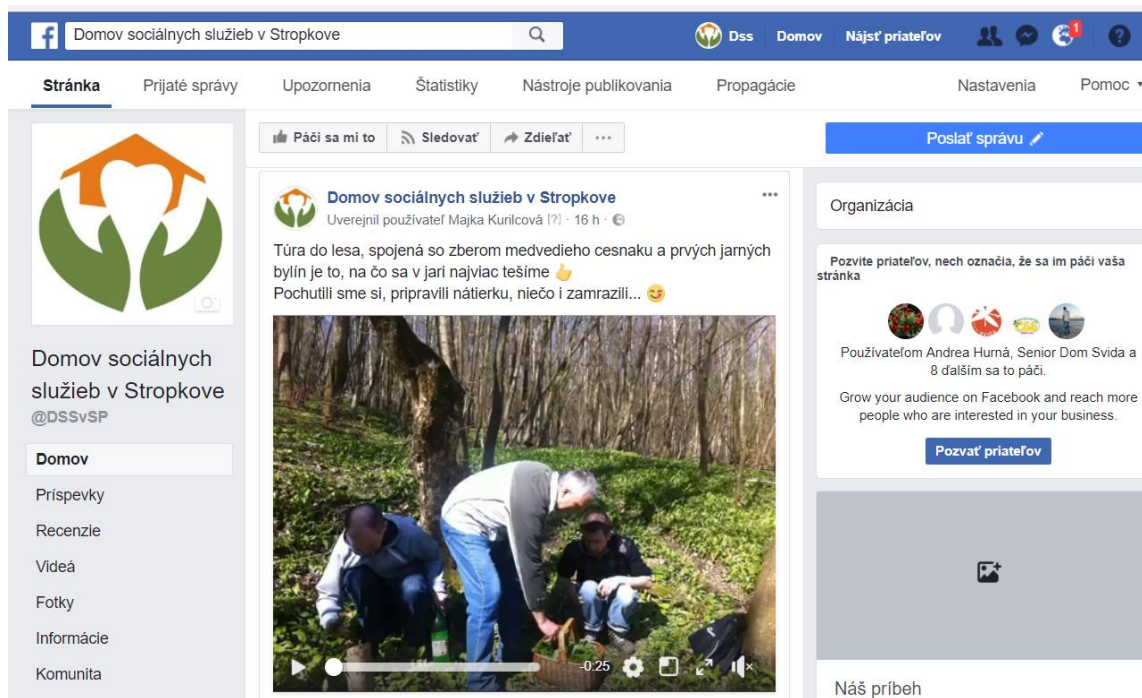 Domov sociálnych služieb v Stropkove
Dss Domov Nájsť priateľov
1
Stránka Prijaté správy Upozornenia Štatistiky Nástroje publikovania Propagácie Nastavenia Pomoc
Páči sa mi to Sledovať Zdieľať ...
Poslať správu
Domov sociálnych služieb v Stropkove
@DSSvSP
Domov
Príspevky
Recenzie
Videá
Fotky
Informácie
Komunita
Domov sociálnych služieb v Stropkove
Uverejnil používateľ Majka Kurilcová [?] · 16 h ·
Túra do lesa, spojená so zberom medvedieho cesnaku a prvých jarných
bylín je to, na čo sa v jari najviac tešíme 👍
Pochutili sme si, pripravili nátierku, niečo i zamrazili... 😋
-0:25
Organizácia
Pozvite priateľov, nech označia, že sa im páči vaša
stránka
Používateľom Andrea Hurná, Senior Dom Svida a
8 ďalším sa to páči.
Grow your audience on Facebook and reach more
people who are interested in your business.
Pozvať priateľov
Náš príbeh